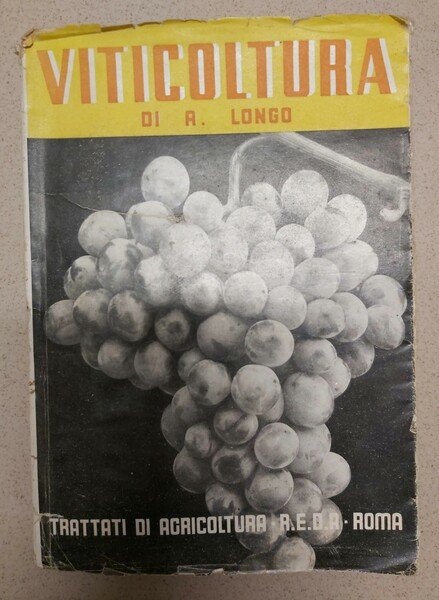 VITICOLTURA
DI A. LONGO
TRATTATI DI AGRICOLTURA · R.E.D.A · ROMA